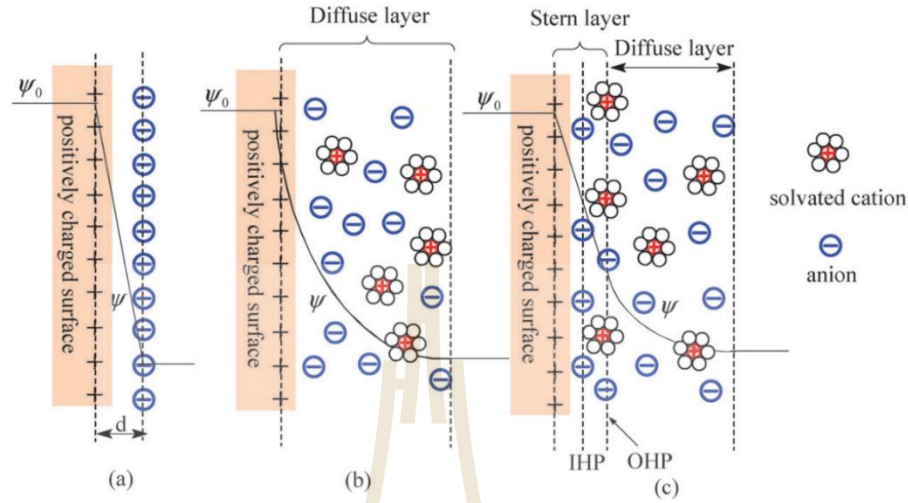 Diffuse layer
Stern layer
Diffuse layer
ψ₀
positively charged surface
ψ
d
(a)
ψ₀
positively charged surface
ψ
(b)
ψ₀
positively charged surface
ψ
IHP
OHP
(c)
solvated cation
anion